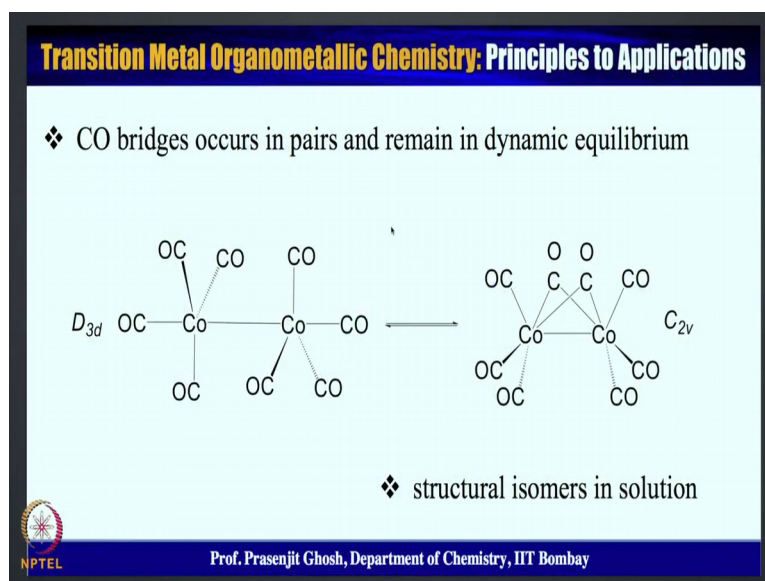 Transition Metal Organometallic Chemistry: Principles to Applications
❖ CO bridges occurs in pairs and remain in dynamic equilibrium
O O
OC CO CO OC C C CO
D3d OC Co Co CO Co Co C2v
OC CO
OC OC CO OC CO
❖ structural isomers in solution
NPTEL
Prof. Prasenjit Ghosh, Department of Chemistry, IIT Bombay